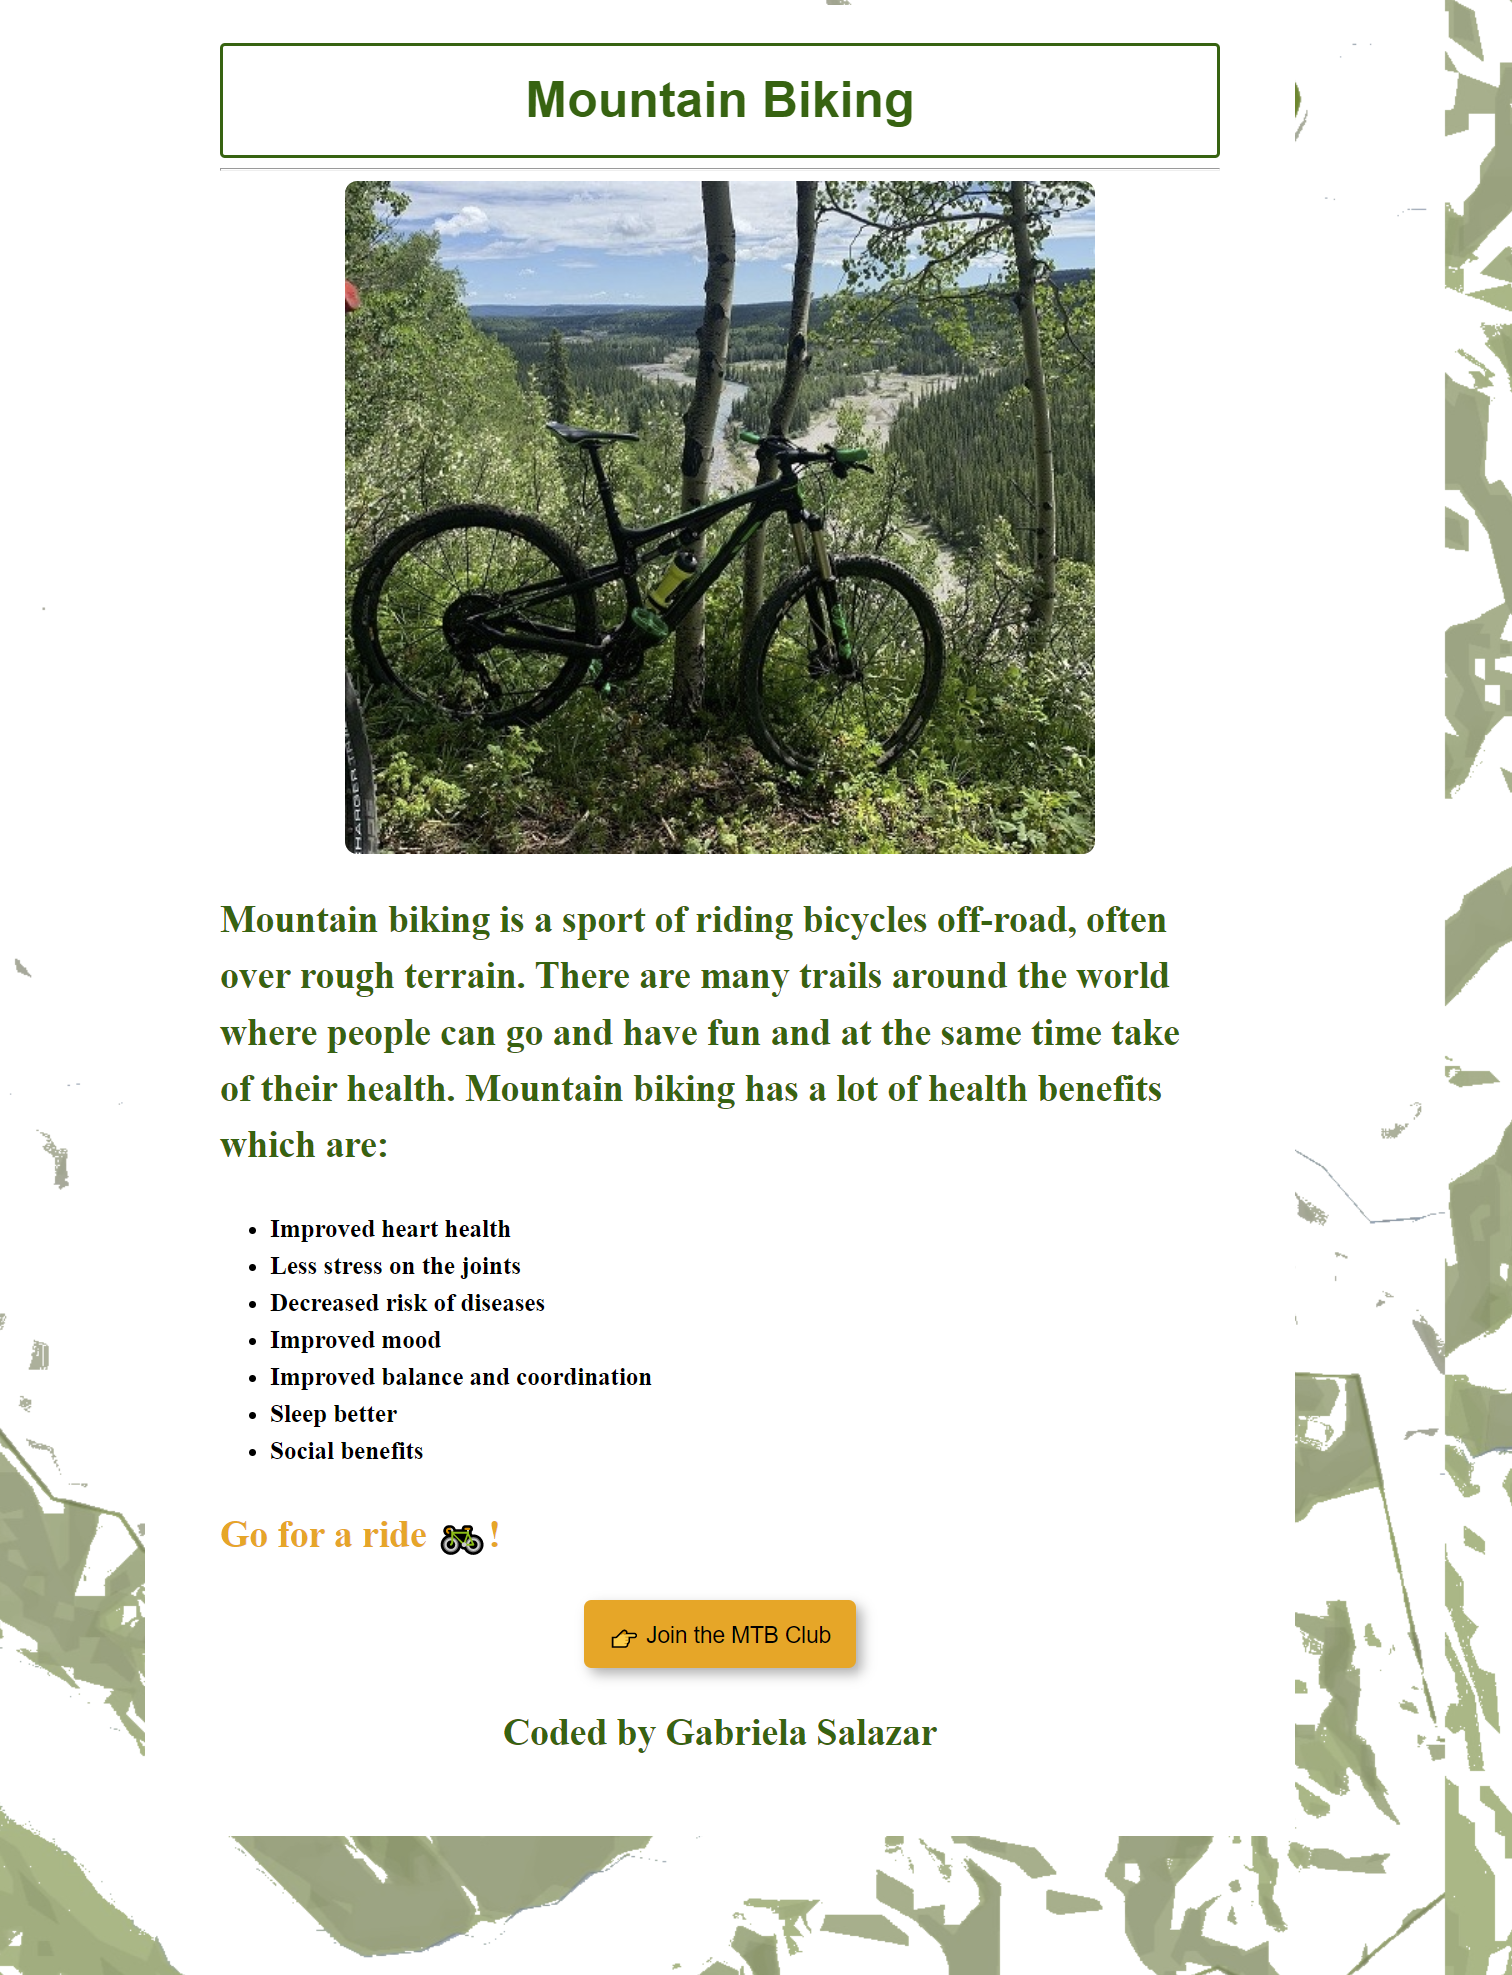 Mountain Biking
HARGER TR
Mountain biking is a sport of riding bicycles off-road, often
over rough terrain. There are many trails around the world
where people can go and have fun and at the same time take
of their health. Mountain biking has a lot of health benefits
which are:
• Improved heart health
• Less stress on the joints
• Decreased risk of diseases
• Improved mood
• Improved balance and coordination
• Sleep better
• Social benefits
Go for a ride 🚲!
👉 Join the MTB Club
Coded by Gabriela Salazar